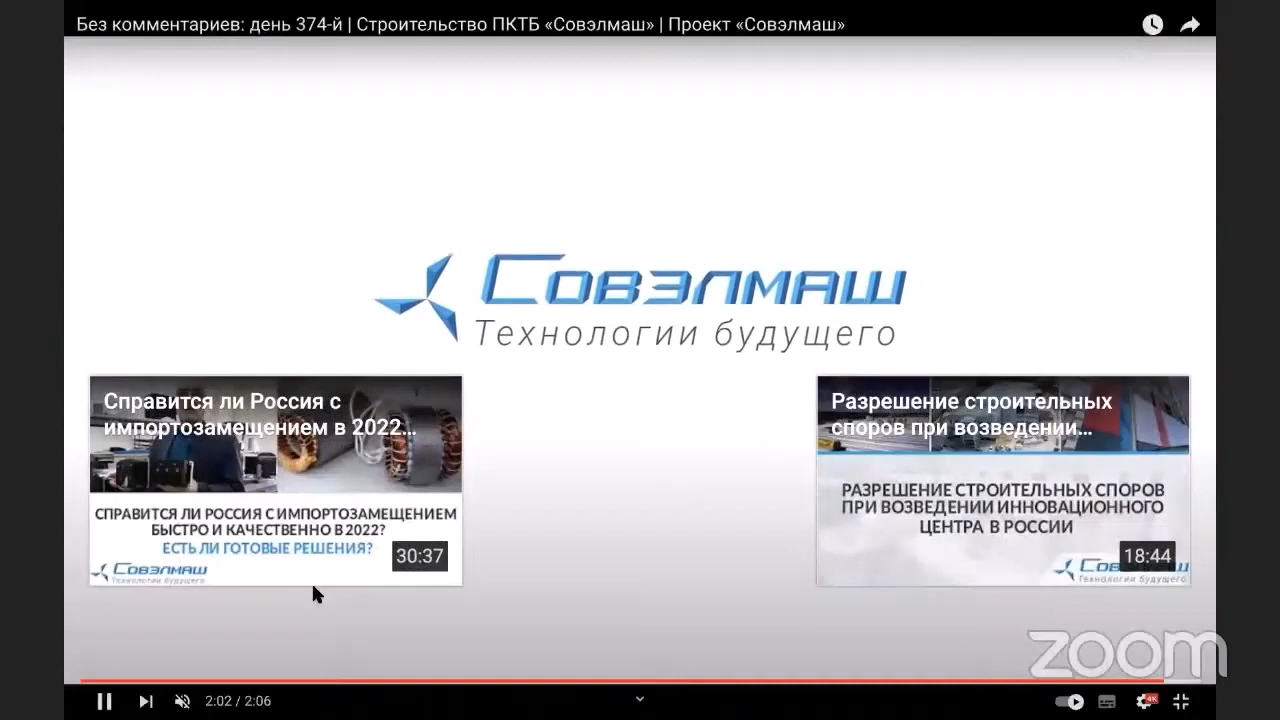 Без комментариев: день 374-й | Строительство ПКТБ «Совэлмаш» | Проект «Совэлмаш»
Совэлмаш
Технологии будущего
Справится ли Россия с
импортозамещением в 2022...
СПРАВИТСЯ ЛИ РОССИЯ С ИМПОРТОЗАМЕЩЕНИЕМ
БЫСТРО И КАЧЕСТВЕННО В 2022?
ЕСТЬ ЛИ ГОТОВЫЕ РЕШЕНИЯ?
30:37
Совэлмаш
Технологии будущего
Разрешение строительных
споров при возведении...
РАЗРЕШЕНИЕ СТРОИТЕЛЬНЫХ СПОРОВ
ПРИ ВОЗВЕДЕНИИ ИННОВАЦИОННОГО
ЦЕНТРА В РОССИИ
18:44
Совэлмаш
Технологии будущего
zoom
2:02 / 2:06
4K